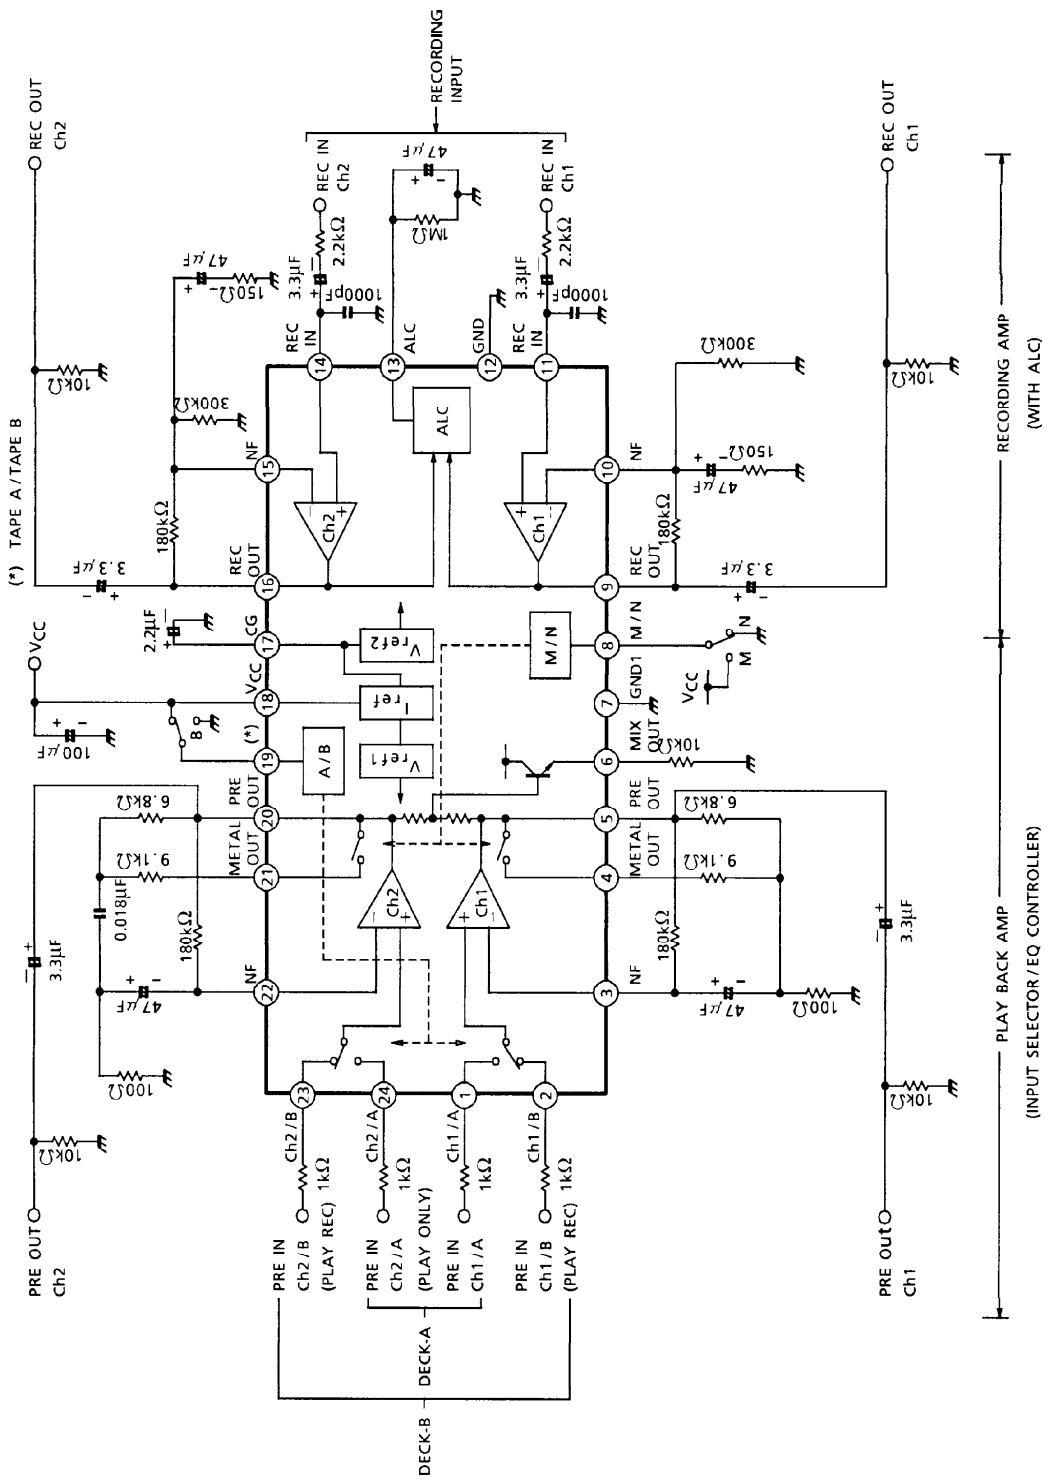 (*) TAPE A/TAPE B
PRE OUT
Ch2
10kΩ
3.3μF
100Ω
47μF
0.018μF
180kΩ
9.1kΩ
6.8kΩ
100μF
VCC
B
2.2μF
3.3μF
180kΩ
300kΩ
47μF
150Ω
10kΩ
REC OUT
Ch2
NF
22
METAL
OUT
21
PRE OUT
20
(*)
19
VCC
18
CG
17
REC
OUT
16
NF
15
DECK-B
DECK-A
PRE IN
Ch2/B
(PLAY REC)
1kΩ
Ch2/B
23
PRE IN
Ch2/A
(PLAY ONLY)
1kΩ
Ch2/A
24
PRE IN
Ch1/A
1kΩ
Ch1/A
1
PRE IN
Ch1/B
(PLAY REC)
1kΩ
Ch1/B
2
Ch2
Ch1
A/B
Vref1
Iref
Vref2
M/N
Ch2
Ch1
ALC
REC
IN
14
3.3μF
1000pF
2.2kΩ
REC IN
Ch2
13
ALC
1MΩ
47μF
12
GND
REC
IN
11
3.3μF
1000pF
2.2kΩ
REC IN
Ch1
RECORDING
INPUT
3
NF
4
METAL
OUT
5
PRE
OUT
6
MIX
OUT
7
GND1
8
M/N
9
REC
OUT
10
NF
100Ω
47μF
180kΩ
9.1kΩ
6.8kΩ
10kΩ
VCC
M
N
180kΩ
3.3μF
47μF
150Ω
300kΩ
PRE Out
Ch1
10kΩ
3.3μF
10kΩ
REC OUT
Ch1
PLAY BACK AMP
(INPUT SELECTOR/EQ CONTROLLER)
RECORDING AMP
(WITH ALC)